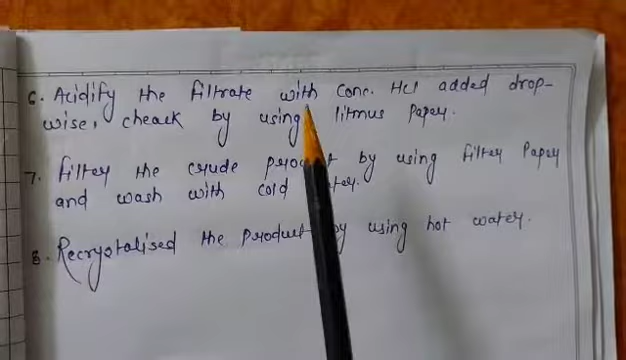 6. Acidify the filtrate with Conc. HCl added drop-
wise, cheack by using litmus Paper.
7. Filter the crude product by using filter Paper
and wash with cold water.
8. Recrystalised the Product by using hot water.